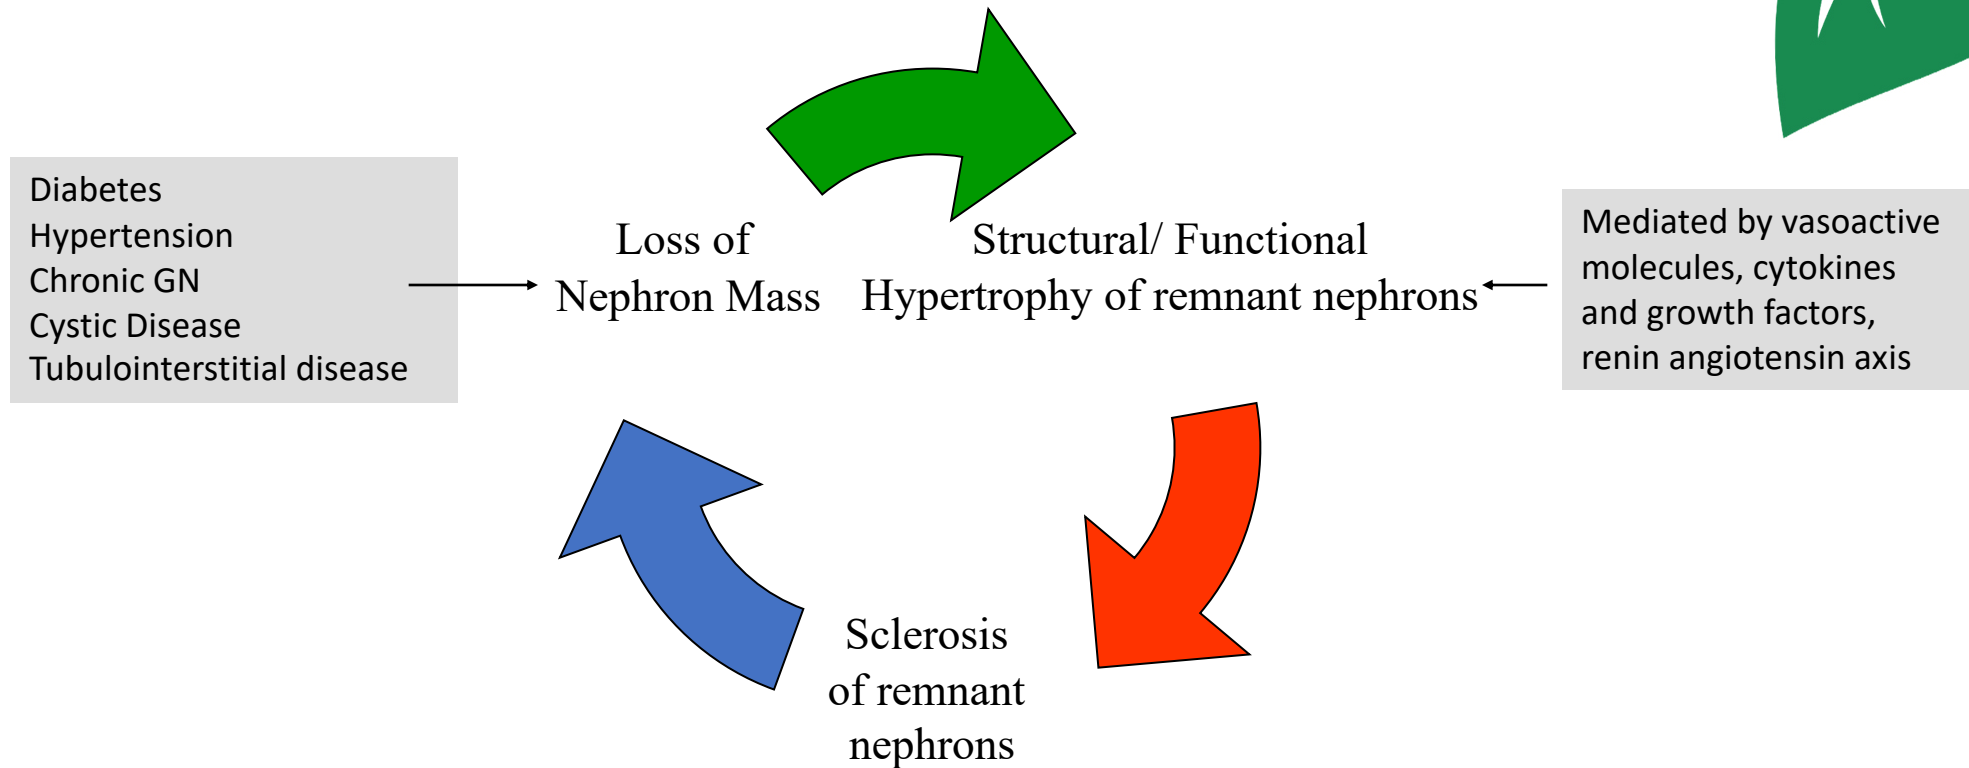 Diabetes
Hypertension
Chronic GN
Cystic Disease
Tubulointerstitial disease
Loss of
Nephron Mass
Structural/ Functional
Hypertrophy of remnant nephrons
Mediated by vasoactive
molecules, cytokines
and growth factors,
renin angiotensin axis
Sclerosis
of remnant
nephrons